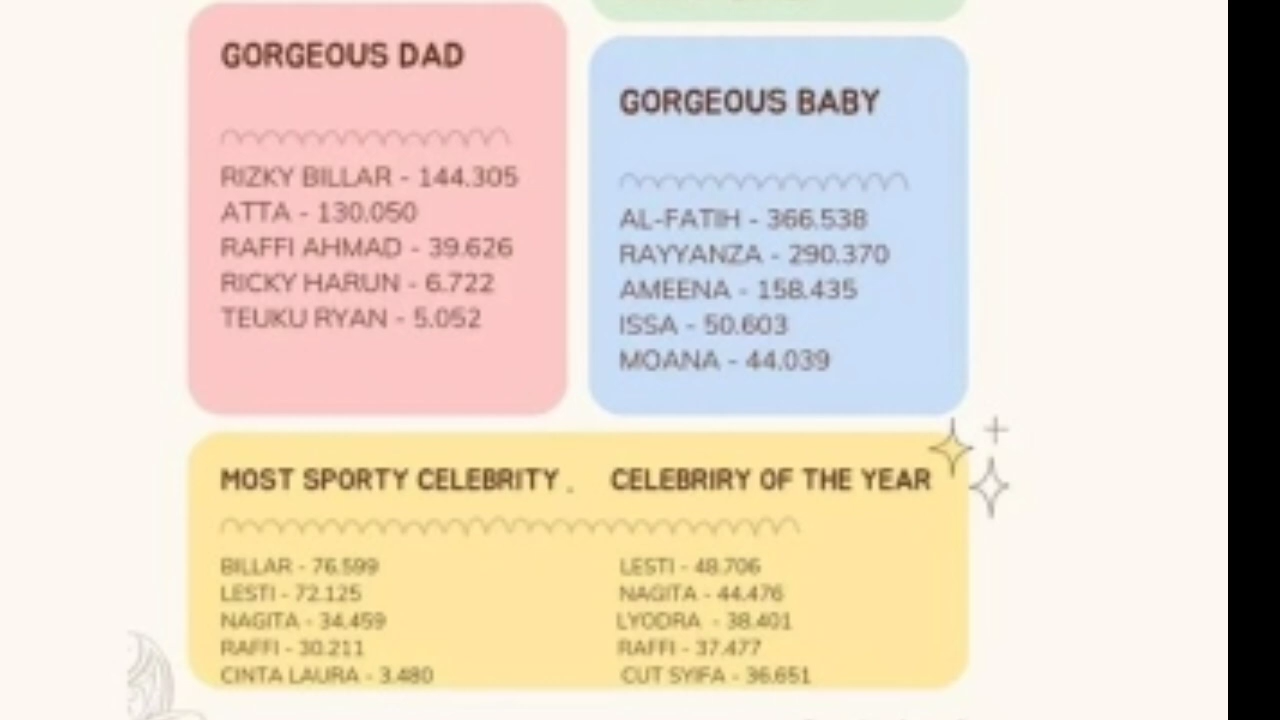 GORGEOUS DAD
RIZKY BILLAR - 144.305
ATTA - 130.050
RAFFI AHMAD - 39.626
RICKY HARUN - 6.722
TEUKU RYAN - 5.052
GORGEOUS BABY
AL-FATIH - 366.538
RAYYANZA - 290.370
AMEENA - 158.435
ISSA - 50.603
MOANA - 44.039
MOST SPORTY CELEBRITY .
BILLAR - 76.599
LESTI - 72.125
NAGITA - 34.459
RAFFI - 30.211
CINTA LAURA - 3.480
CELEBRIRY OF THE YEAR
LESTI - 48.706
NAGITA - 44.476
LYODRA - 38.401
RAFFI - 37.477
CUT SYIFA - 36.651